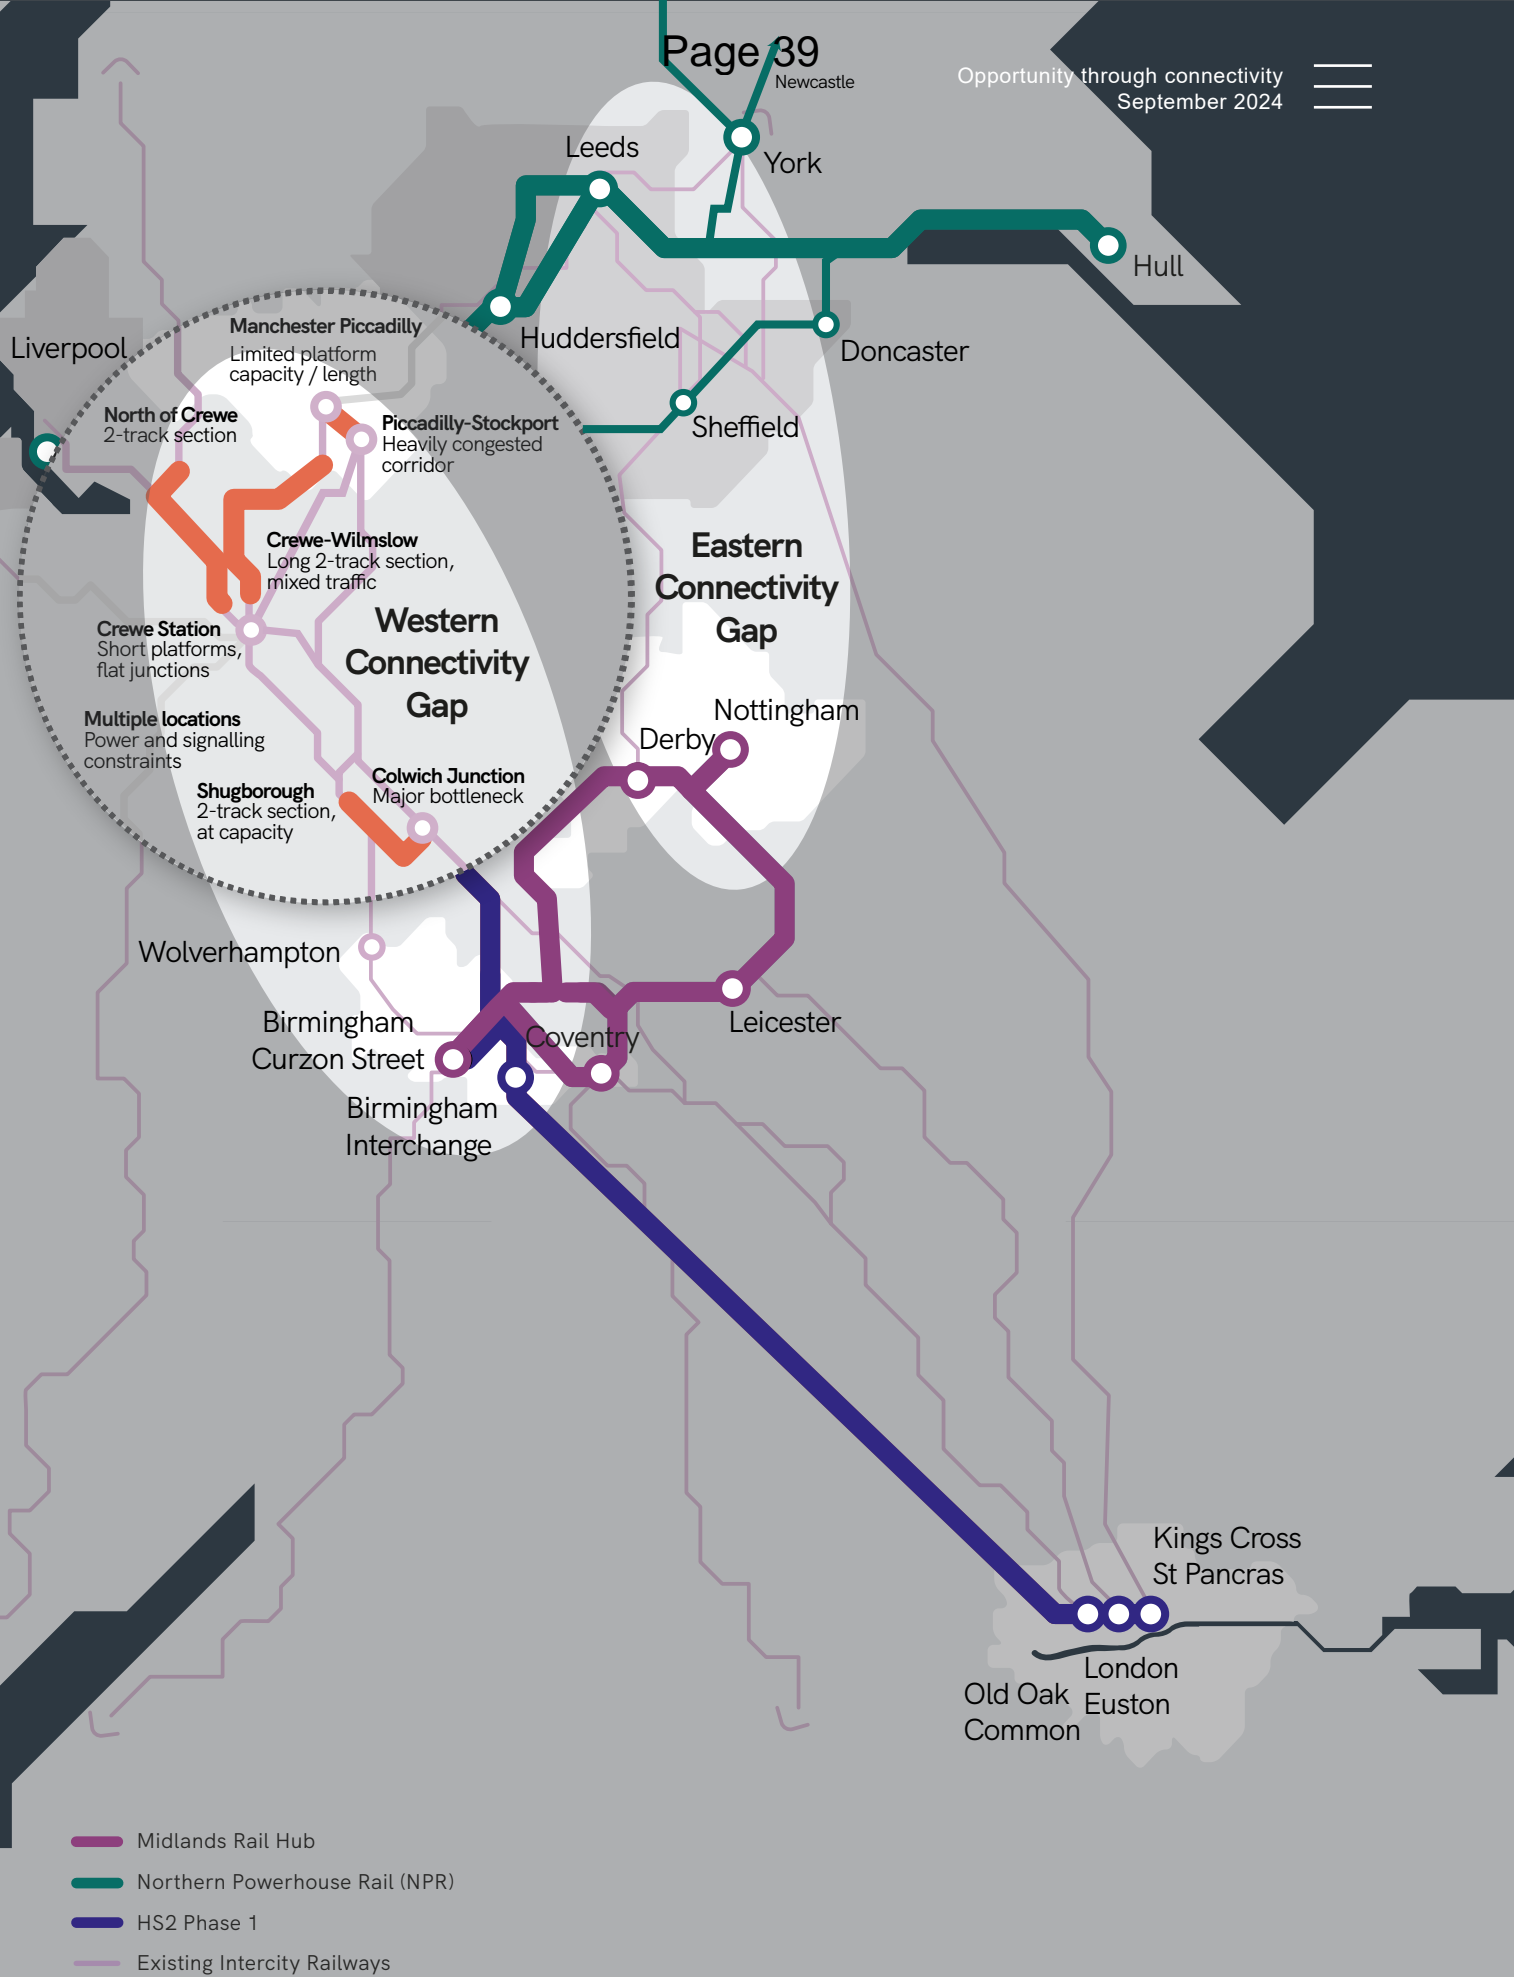 Page 39
Newcastle
Opportunity through connectivity
September 2024
Leeds
York
Hull
Huddersfield
Doncaster
Sheffield
Liverpool
Manchester Piccadilly
Limited platform
capacity / length
North of Crewe
2-track section
Piccadilly-Stockport
Heavily congested
corridor
Crewe-Wilmslow
Long 2-track section,
mixed traffic
Crewe Station
Short platforms,
flat junctions
Western
Connectivity
Gap
Eastern
Connectivity
Gap
Multiple locations
Power and signalling
constraints
Shugborough
2-track section,
at capacity
Colwich Junction
Major bottleneck
Nottingham
Derby
Wolverhampton
Birmingham
Curzon Street
Coventry
Leicester
Birmingham
Interchange
Kings Cross
St Pancras
London
Euston
Old Oak
Common
Midlands Rail Hub
Northern Powerhouse Rail (NPR)
HS2 Phase 1
Existing Intercity Railways